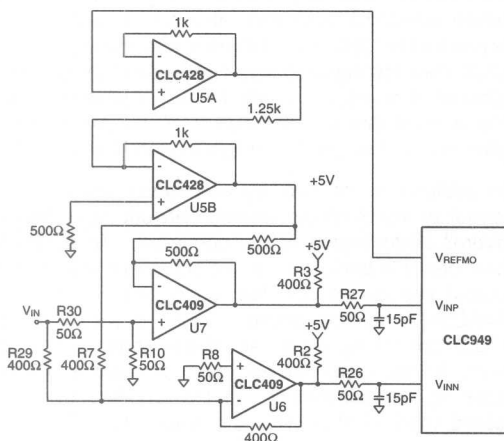 1k
-
CLC428
+
U5A
1.25k
1k
-
CLC428
+
U5B
+5V
500Ω
500Ω
500Ω
-
CLC409
+
U7
+5V
R3
400Ω
R27
50Ω
15pF
VREFMO
VINP
CLC949
VIN
R30
50Ω
R29
400Ω
R7
400Ω
R10
50Ω
R8
50Ω
+
CLC409
-
U6
400Ω
+5V
R2
400Ω
R26
50Ω
15pF
VINN